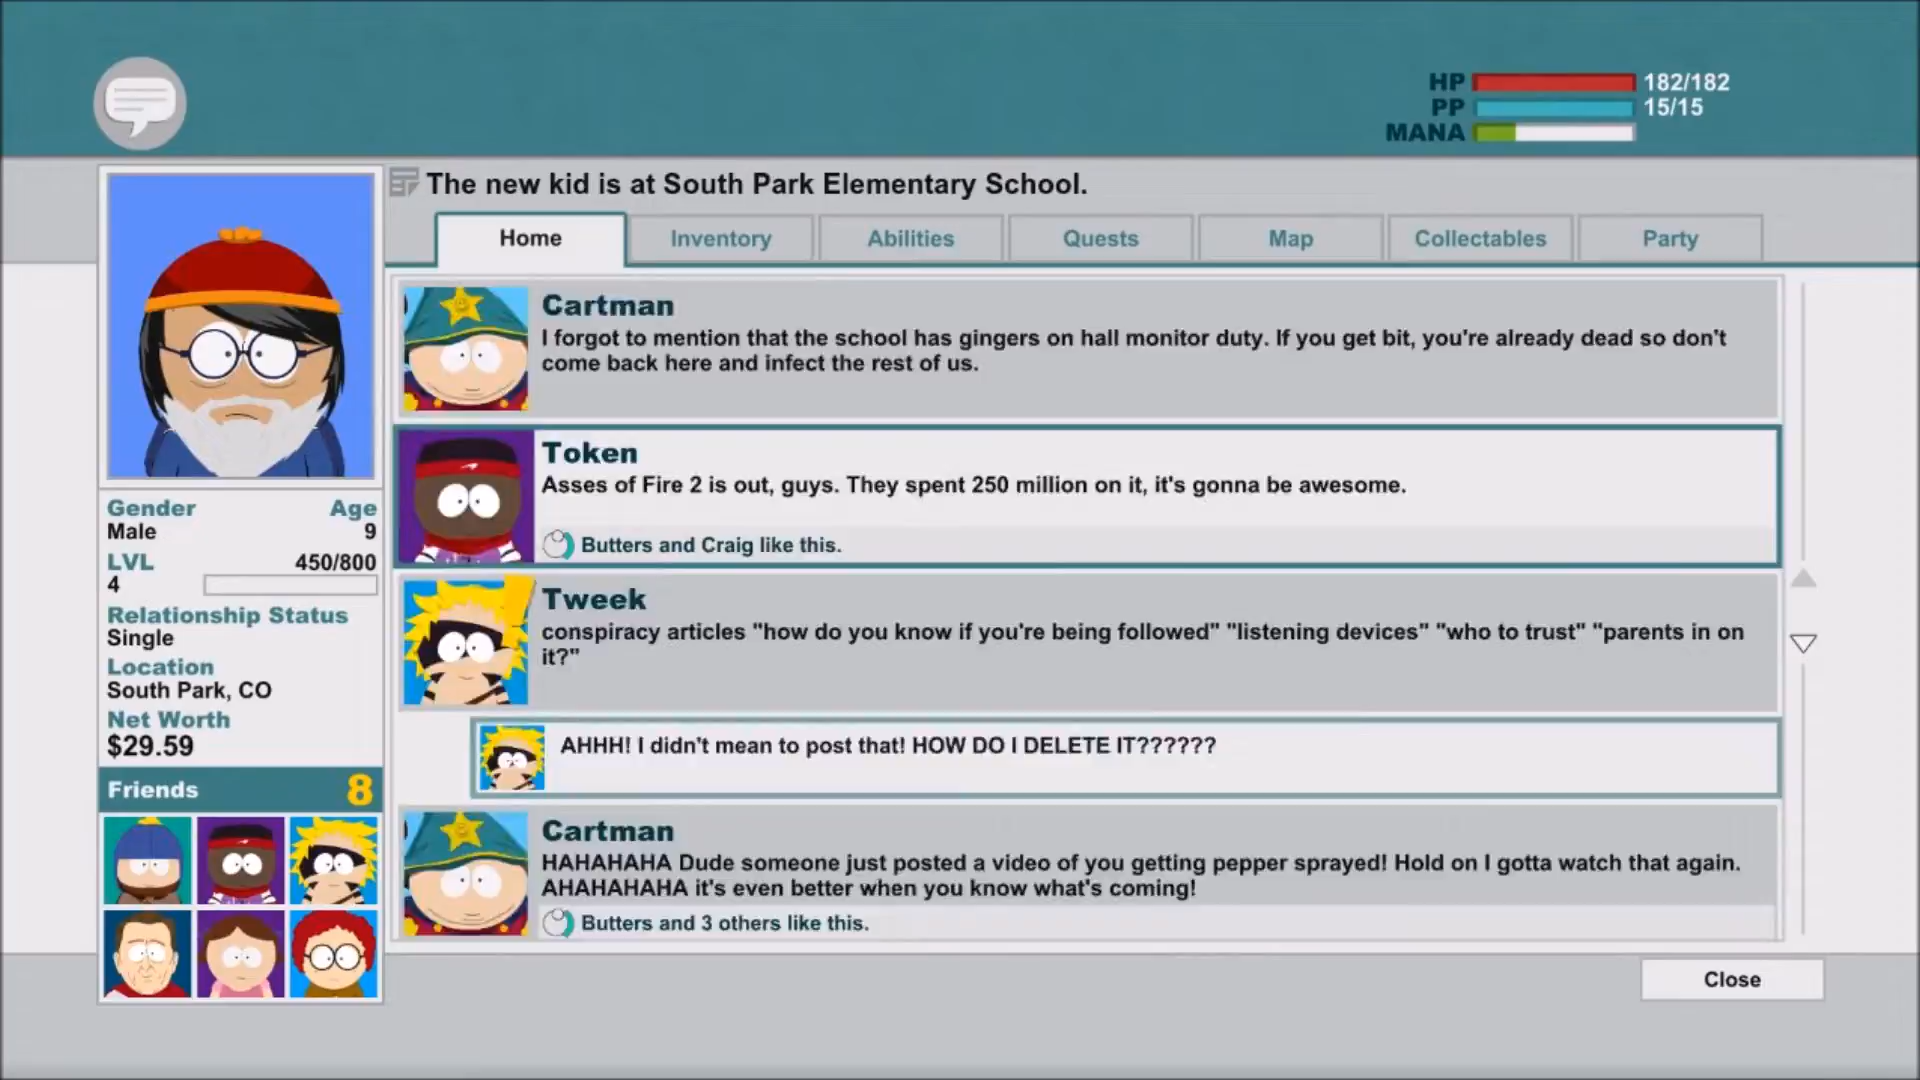 HP 182/182
PP 15/15
MANA
The new kid is at South Park Elementary School.
Home Inventory Abilities Quests Map Collectables Party
Cartman
I forgot to mention that the school has gingers on hall monitor duty. If you get bit, you're already dead so don't
come back here and infect the rest of us.
Token
Asses of Fire 2 is out, guys. They spent 250 million on it, it's gonna be awesome.
Butters and Craig like this.
Tweek
conspiracy articles "how do you know if you're being followed" "listening devices" "who to trust" "parents in on
it?"
AHHH! I didn't mean to post that! HOW DO I DELETE IT??????
Cartman
HAHAHAHA Dude someone just posted a video of you getting pepper sprayed! Hold on I gotta watch that again.
AHAHAHAHA it's even better when you know what's coming!
Butters and 3 others like this.
Gender Age
Male 9
LVL 450/800
4
Relationship Status
Single
Location
South Park, CO
Net Worth
$29.59
Friends 8
Close